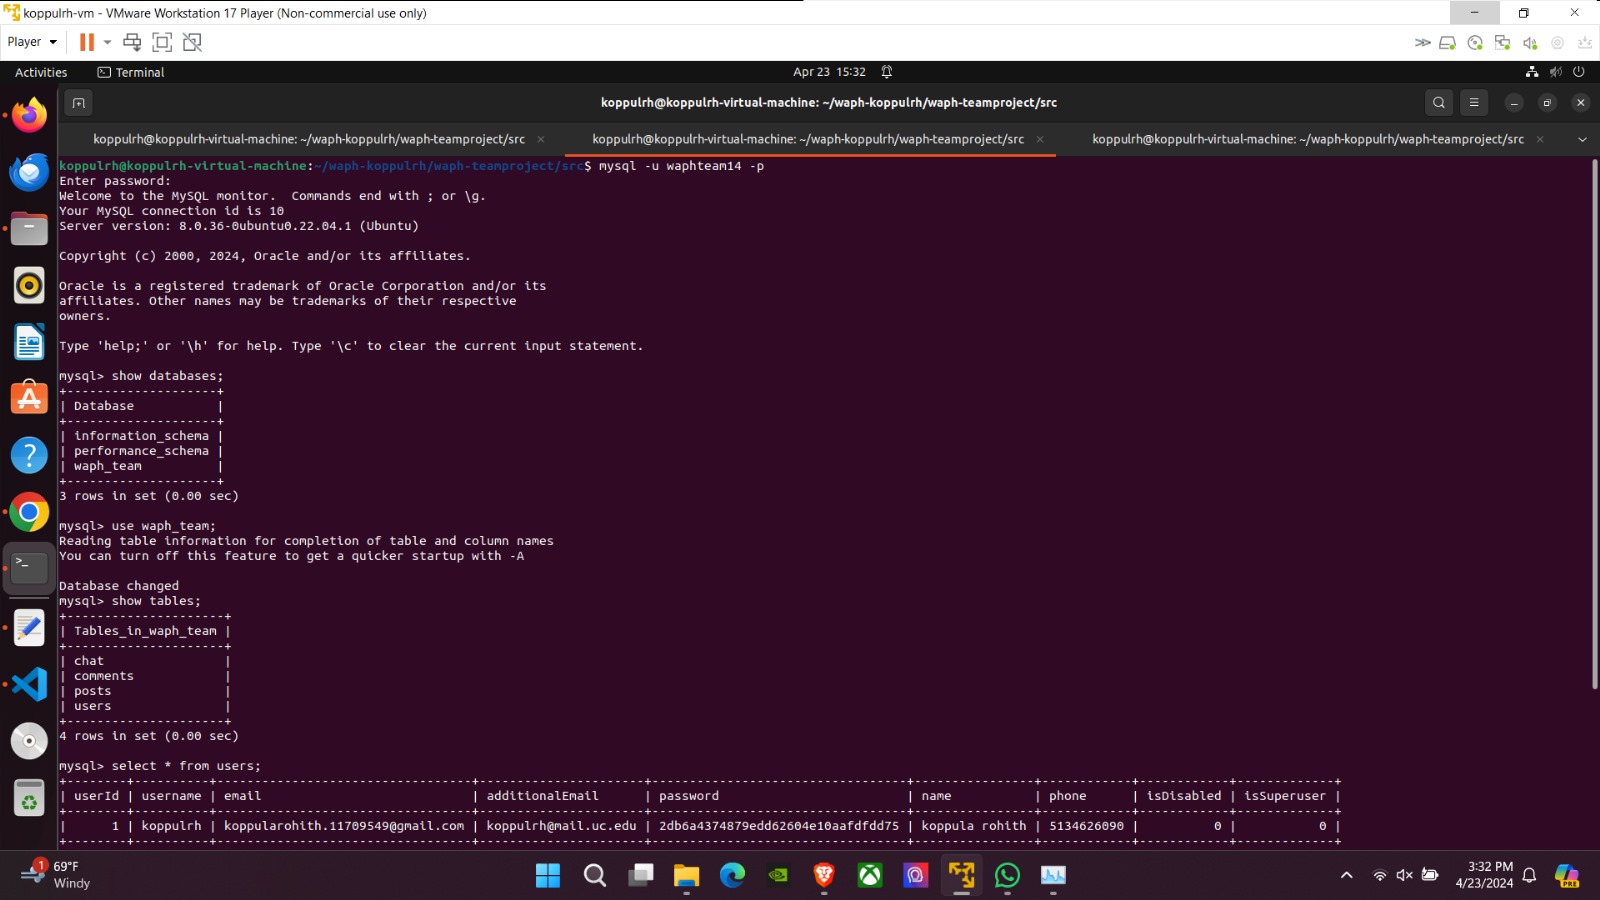 koppulrh-vm - VMware Workstation 17 Player (Non-commercial use only)
Player
Activities
Terminal
Apr 23 15:32
koppulrh@koppulrh-virtual-machine: ~/waph-koppulrh/waph-teamproject/src
koppulrh@koppulrh-virtual-machine: ~/waph-koppulrh/waph-teamproject/src
koppulrh@koppulrh-virtual-machine: ~/waph-koppulrh/waph-teamproject/src
koppulrh@koppulrh-virtual-machine: ~/waph-koppulrh/waph-teamproject/src
koppulrh@koppulrh-virtual-machine:~/waph-koppulrh/waph-teamproject/src$ mysql -u waphteam14 -p
Enter password:
Welcome to the MySQL monitor.  Commands end with ; or \g.
Your MySQL connection id is 10
Server version: 8.0.36-0ubuntu0.22.04.1 (Ubuntu)
Copyright (c) 2000, 2024, Oracle and/or its affiliates.
Oracle is a registered trademark of Oracle Corporation and/or its
affiliates. Other names may be trademarks of their respective
owners.
Type 'help;' or '\h' for help. Type '\c' to clear the current input statement.
mysql> show databases;
+--------------------+
| Database           |
+--------------------+
| information_schema |
| performance_schema |
| waph_team          |
+--------------------+
3 rows in set (0.00 sec)
mysql> use waph_team;
Reading table information for completion of table and column names
You can turn off this feature to get a quicker startup with -A
Database changed
mysql> show tables;
+---------------------+
| Tables_in_waph_team |
+---------------------+
| chat                |
| comments            |
| posts               |
| users               |
+---------------------+
4 rows in set (0.00 sec)
mysql> select * from users;
+--------+----------+----------------------------------+----------------------+----------------------------------+---------------+------------+------------+-------------+
| userId | username | email                            | additionalEmail      | password                         | name          | phone      | isDisabled | isSuperuser |
+--------+----------+----------------------------------+----------------------+----------------------------------+---------------+------------+------------+-------------+
|      1 | koppulrh | koppularohith.11709549@gmail.com | koppulrh@mail.uc.edu | 2db6a4374879edd62604e10aafdfdd75 | koppula rohith | 5134626090 |          0 |           0 |
+--------+----------+----------------------------------+----------------------+----------------------------------+---------------+------------+------------+-------------+
1
69°F
Windy
3:32 PM
4/23/2024
PRE